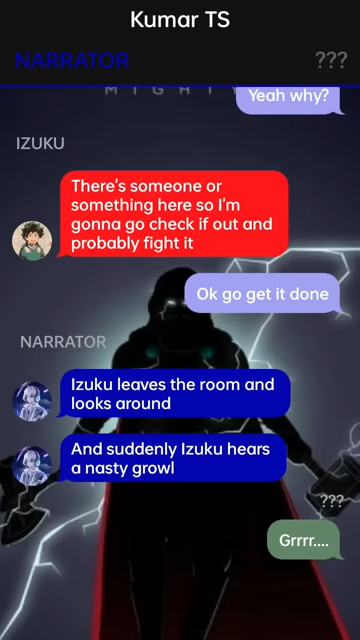 Kumar TS
NARRATOR
???
M I G H T Y
Yeah why?
IZUKU
There's someone or
something here so I'm
gonna go check if out and
probably fight it
Ok go get it done
NARRATOR
Izuku leaves the room and
looks around
And suddenly Izuku hears
a nasty growl
???
Grrrr....